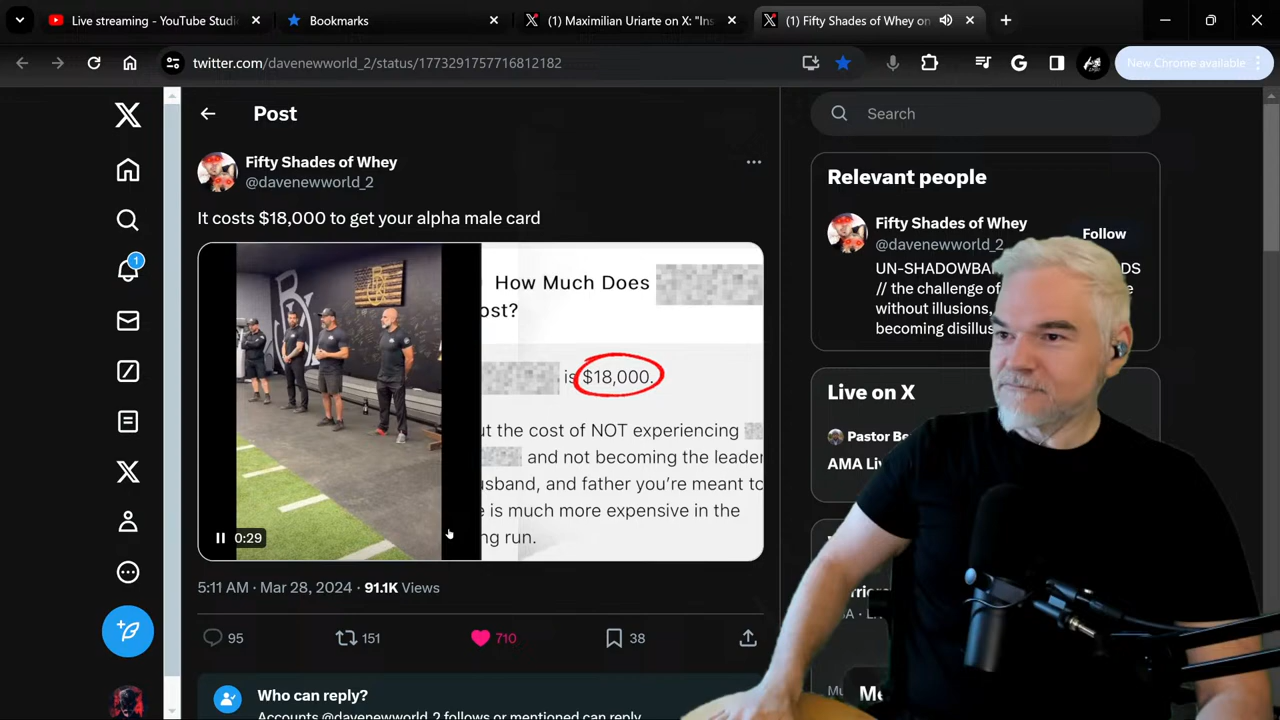 Live streaming - YouTube Studi
Bookmarks
(1) Maximilian Uriarte on X: "Ins
(1) Fifty Shades of Whey on
twitter.com/davenewworld_2/status/1773291757716812182
New Chrome available
Post
Search
Fifty Shades of Whey
@davenewworld_2
It costs $18,000 to get your alpha male card
How Much Does
ost?
is $18,000.
ut the cost of NOT experiencing
and not becoming the leader
usband, and father you're meant to
e is much more expensive in the
ng run.
0:29
5:11 AM · Mar 28, 2024 · 91.1K Views
95
151
710
38
Who can reply?
Accounts @davenewworld_2 follows or mentioned can reply
1
Relevant people
Fifty Shades of Whey
@davenewworld_2
Follow
UN-SHADOWBA DS
// the challenge of e
without illusions,
becoming disillus
Live on X
Pastor Be
AMA Li
Me